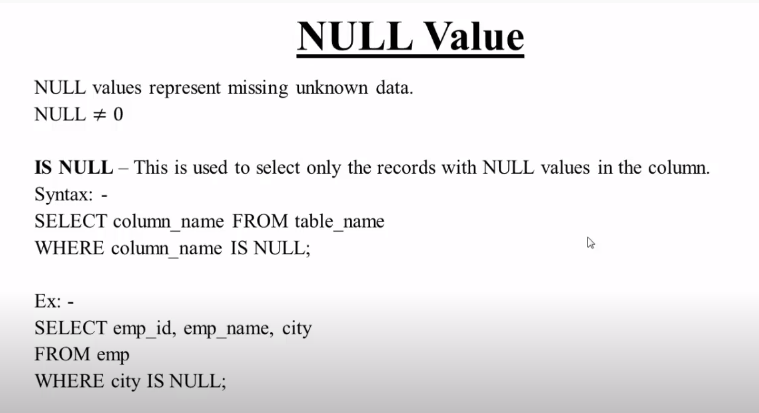 NULL Value
NULL values represent missing unknown data.
NULL ≠ 0
IS NULL – This is used to select only the records with NULL values in the column.
Syntax: -
SELECT column_name FROM table_name
WHERE column_name IS NULL;
Ex: -
SELECT emp_id, emp_name, city
FROM emp
WHERE city IS NULL;